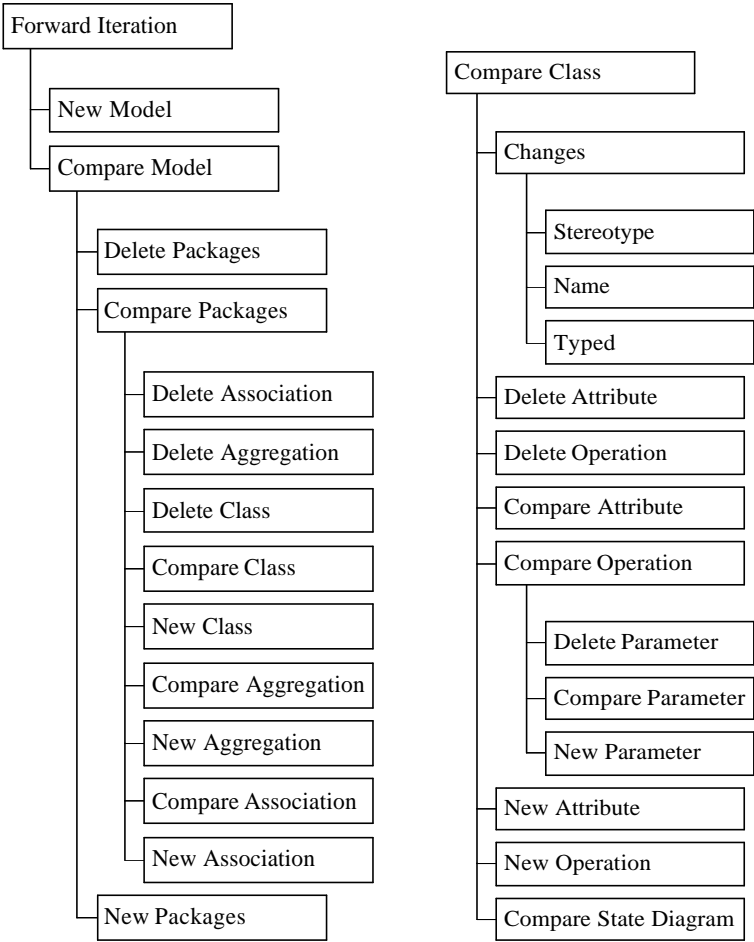 Forward Iteration
New Model
Compare Model
Delete Packages
Compare Packages
Delete Association
Delete Aggregation
Delete Class
Compare Class
New Class
Compare Aggregation
New Aggregation
Compare Association
New Association
New Packages
Compare Class
Changes
Stereotype
Name
Typed
Delete Attribute
Delete Operation
Compare Attribute
Compare Operation
Delete Parameter
Compare Parameter
New Parameter
New Attribute
New Operation
Compare State Diagram